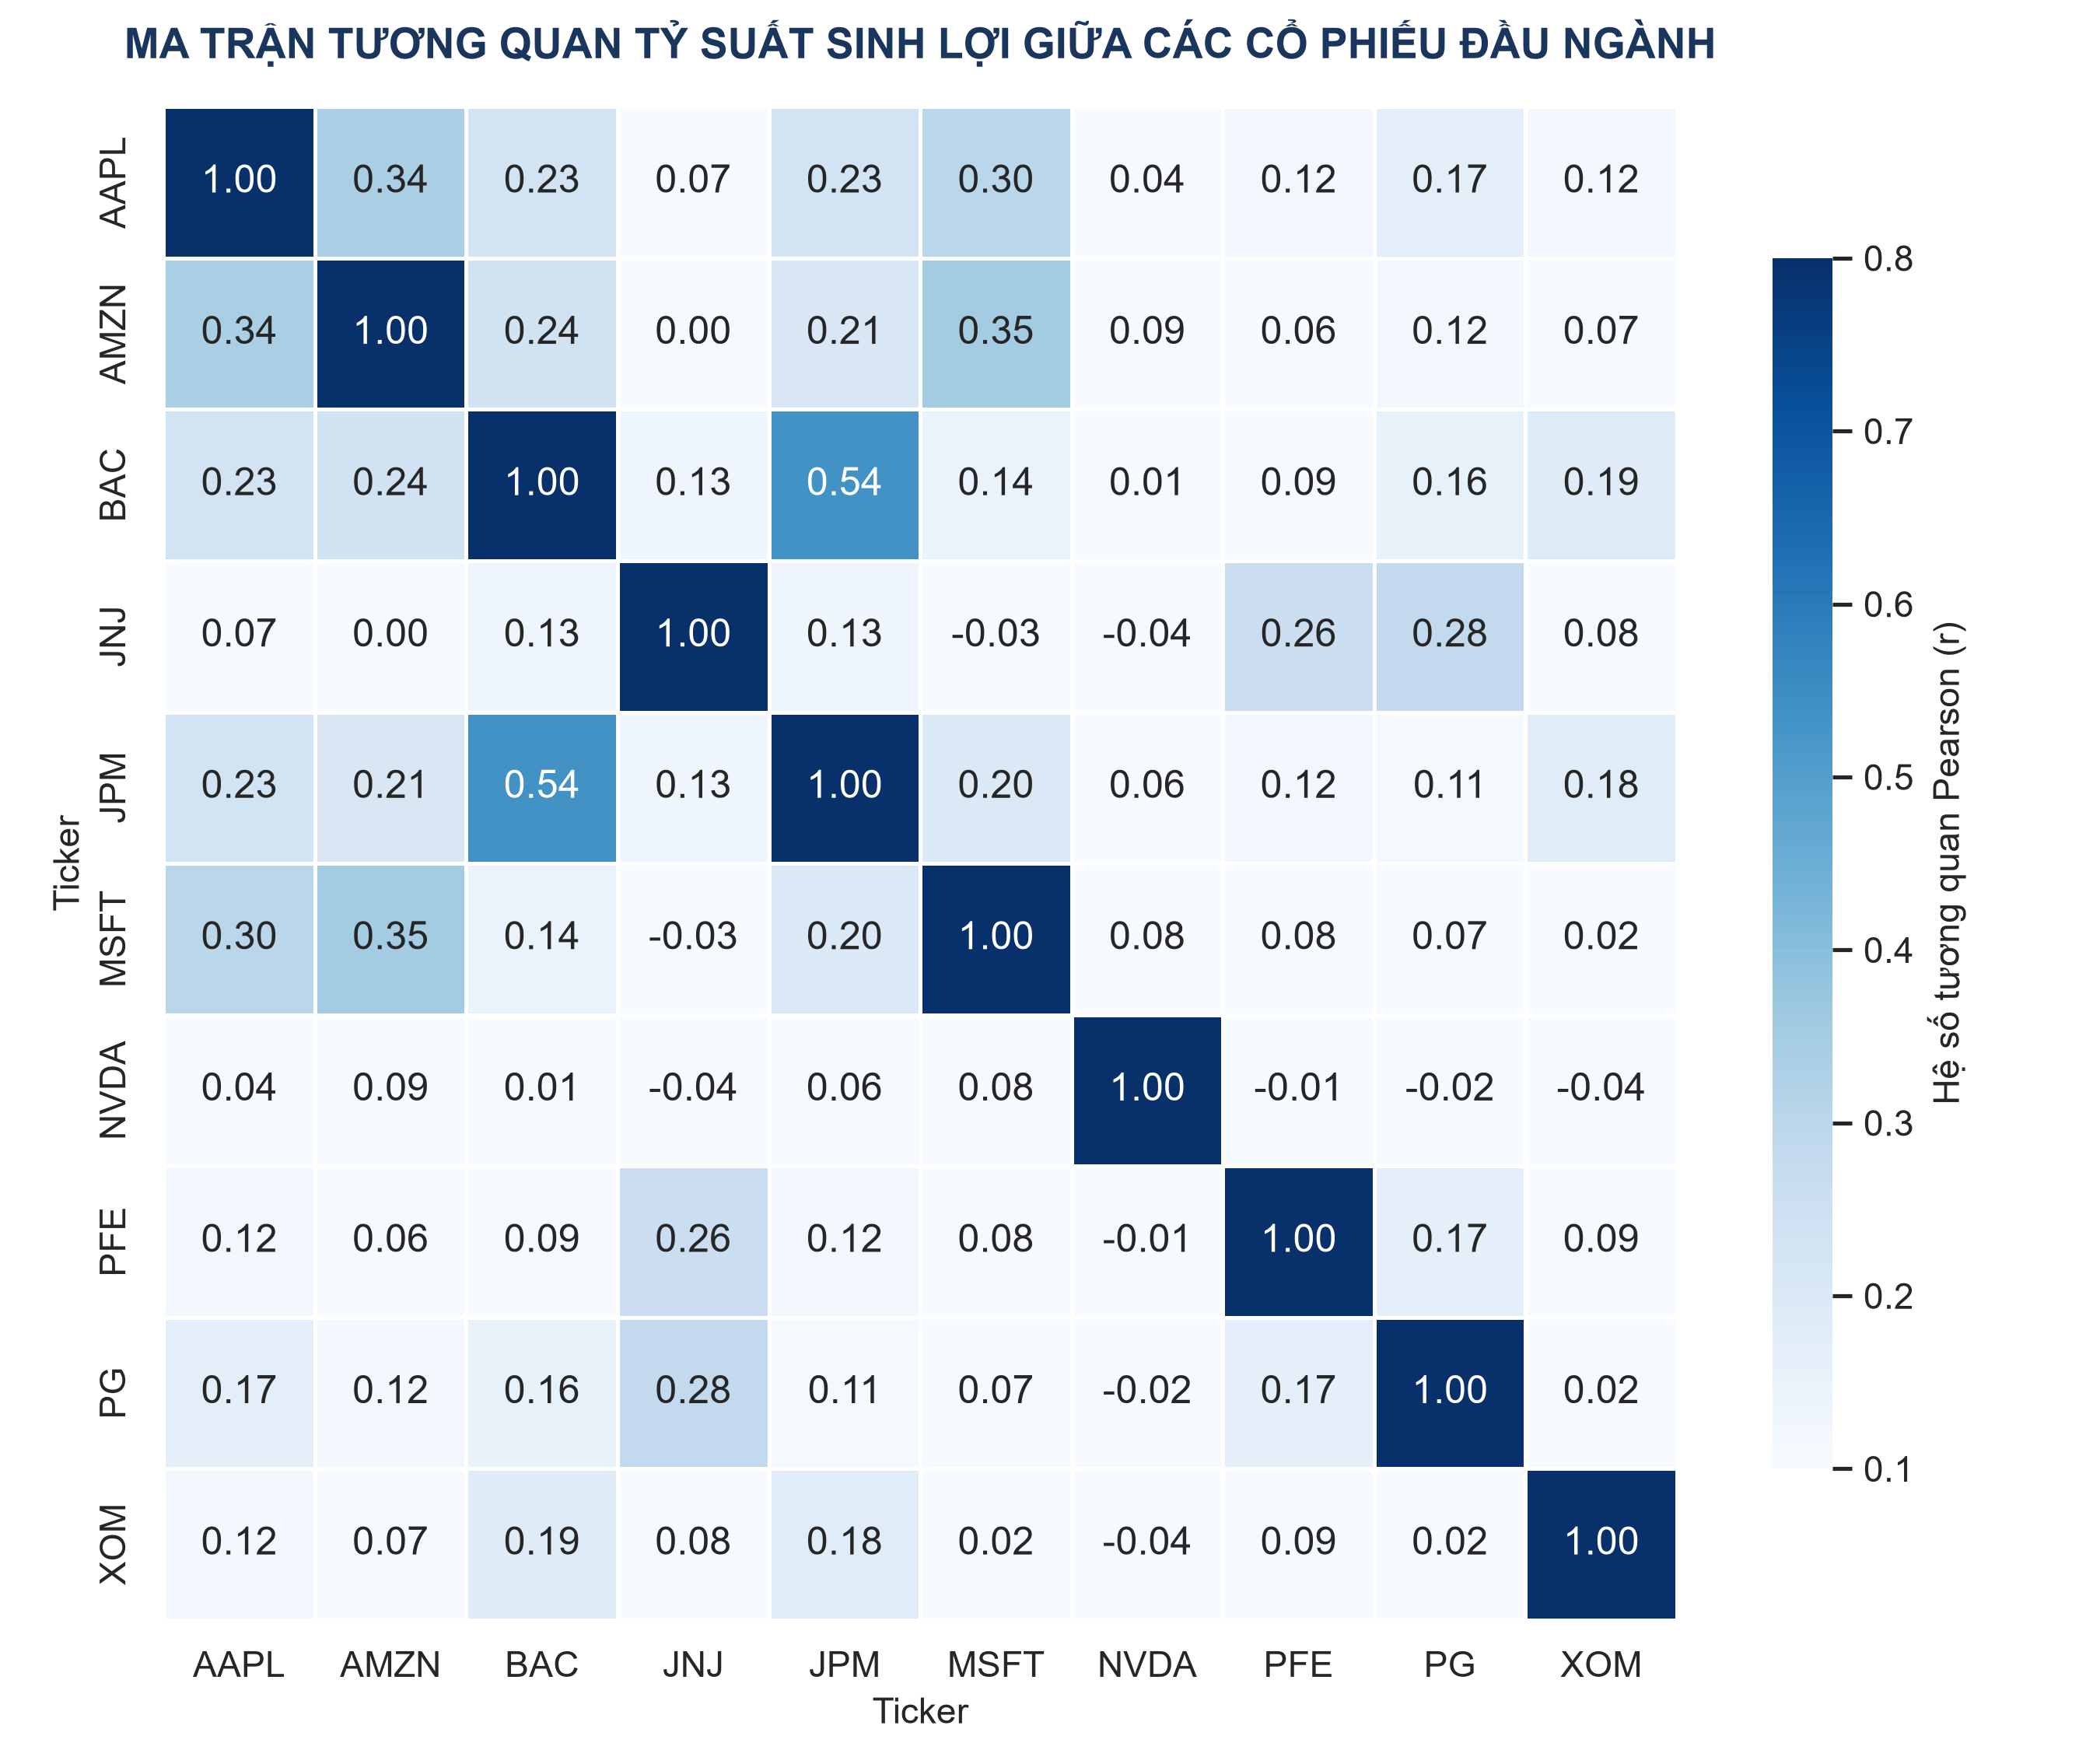 MA TRẬN TƯƠNG QUAN TỶ SUẤT SINH LỢI GIỮA CÁC CỔ PHIẾU ĐẦU NGÀNH
AAPL 1.00 0.34 0.23 0.07 0.23 0.30 0.04 0.12 0.17 0.12
AMZN 0.34 1.00 0.24 0.00 0.21 0.35 0.09 0.06 0.12 0.07
BAC 0.23 0.24 1.00 0.13 0.54 0.14 0.01 0.09 0.16 0.19
JNJ 0.07 0.00 0.13 1.00 0.13 -0.03 -0.04 0.26 0.28 0.08
JPM 0.23 0.21 0.54 0.13 1.00 0.20 0.06 0.12 0.11 0.18
MSFT 0.30 0.35 0.14 -0.03 0.20 1.00 0.08 0.08 0.07 0.02
NVDA 0.04 0.09 0.01 -0.04 0.06 0.08 1.00 -0.01 -0.02 -0.04
PFE 0.12 0.06 0.09 0.26 0.12 0.08 -0.01 1.00 0.17 0.09
PG 0.17 0.12 0.16 0.28 0.11 0.07 -0.02 0.17 1.00 0.02
XOM 0.12 0.07 0.19 0.08 0.18 0.02 -0.04 0.09 0.02 1.00
AAPL AMZN BAC JNJ JPM MSFT NVDA PFE PG XOM
Ticker
Ticker
0.8
0.7
0.6
0.5
0.4
0.3
0.2
0.1
Hệ số tương quan Pearson (r)